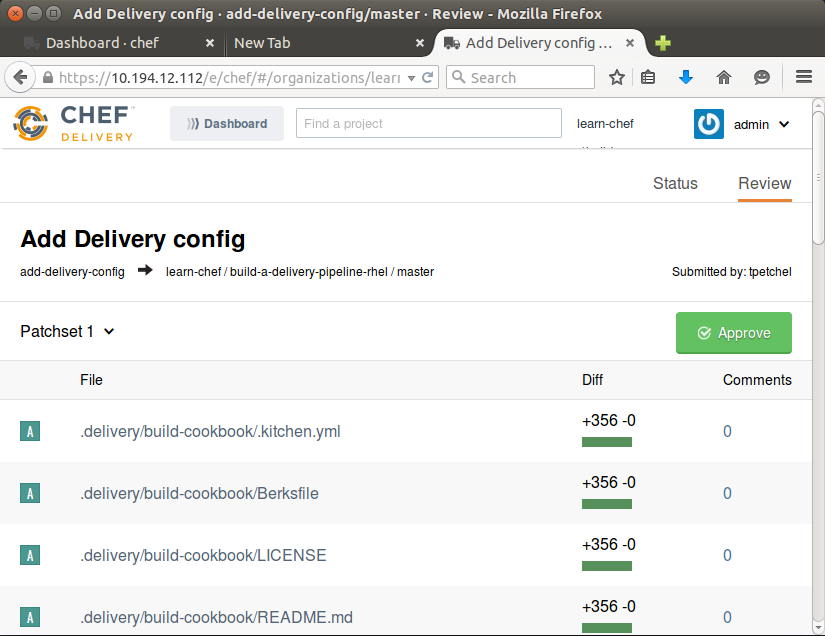 Add Delivery config · add-delivery-config/master · Review - Mozilla Firefox
Dashboard · chef
New Tab
Add Delivery config ...
https://10.194.12.112/e/chef/#/organizations/lear
Search
CHEF™
DELIVERY
Dashboard
Find a project
learn-chef
admin
Status
Review
Add Delivery config
add-delivery-config learn-chef / build-a-delivery-pipeline-rhel / master
Submitted by: tpetchel
Patchset 1
Approve
File Diff Comments
A .delivery/build-cookbook/.kitchen.yml +356 -0 0
A .delivery/build-cookbook/Berksfile +356 -0 0
A .delivery/build-cookbook/LICENSE +356 -0 0
A .delivery/build-cookbook/README.md +356 -0 0